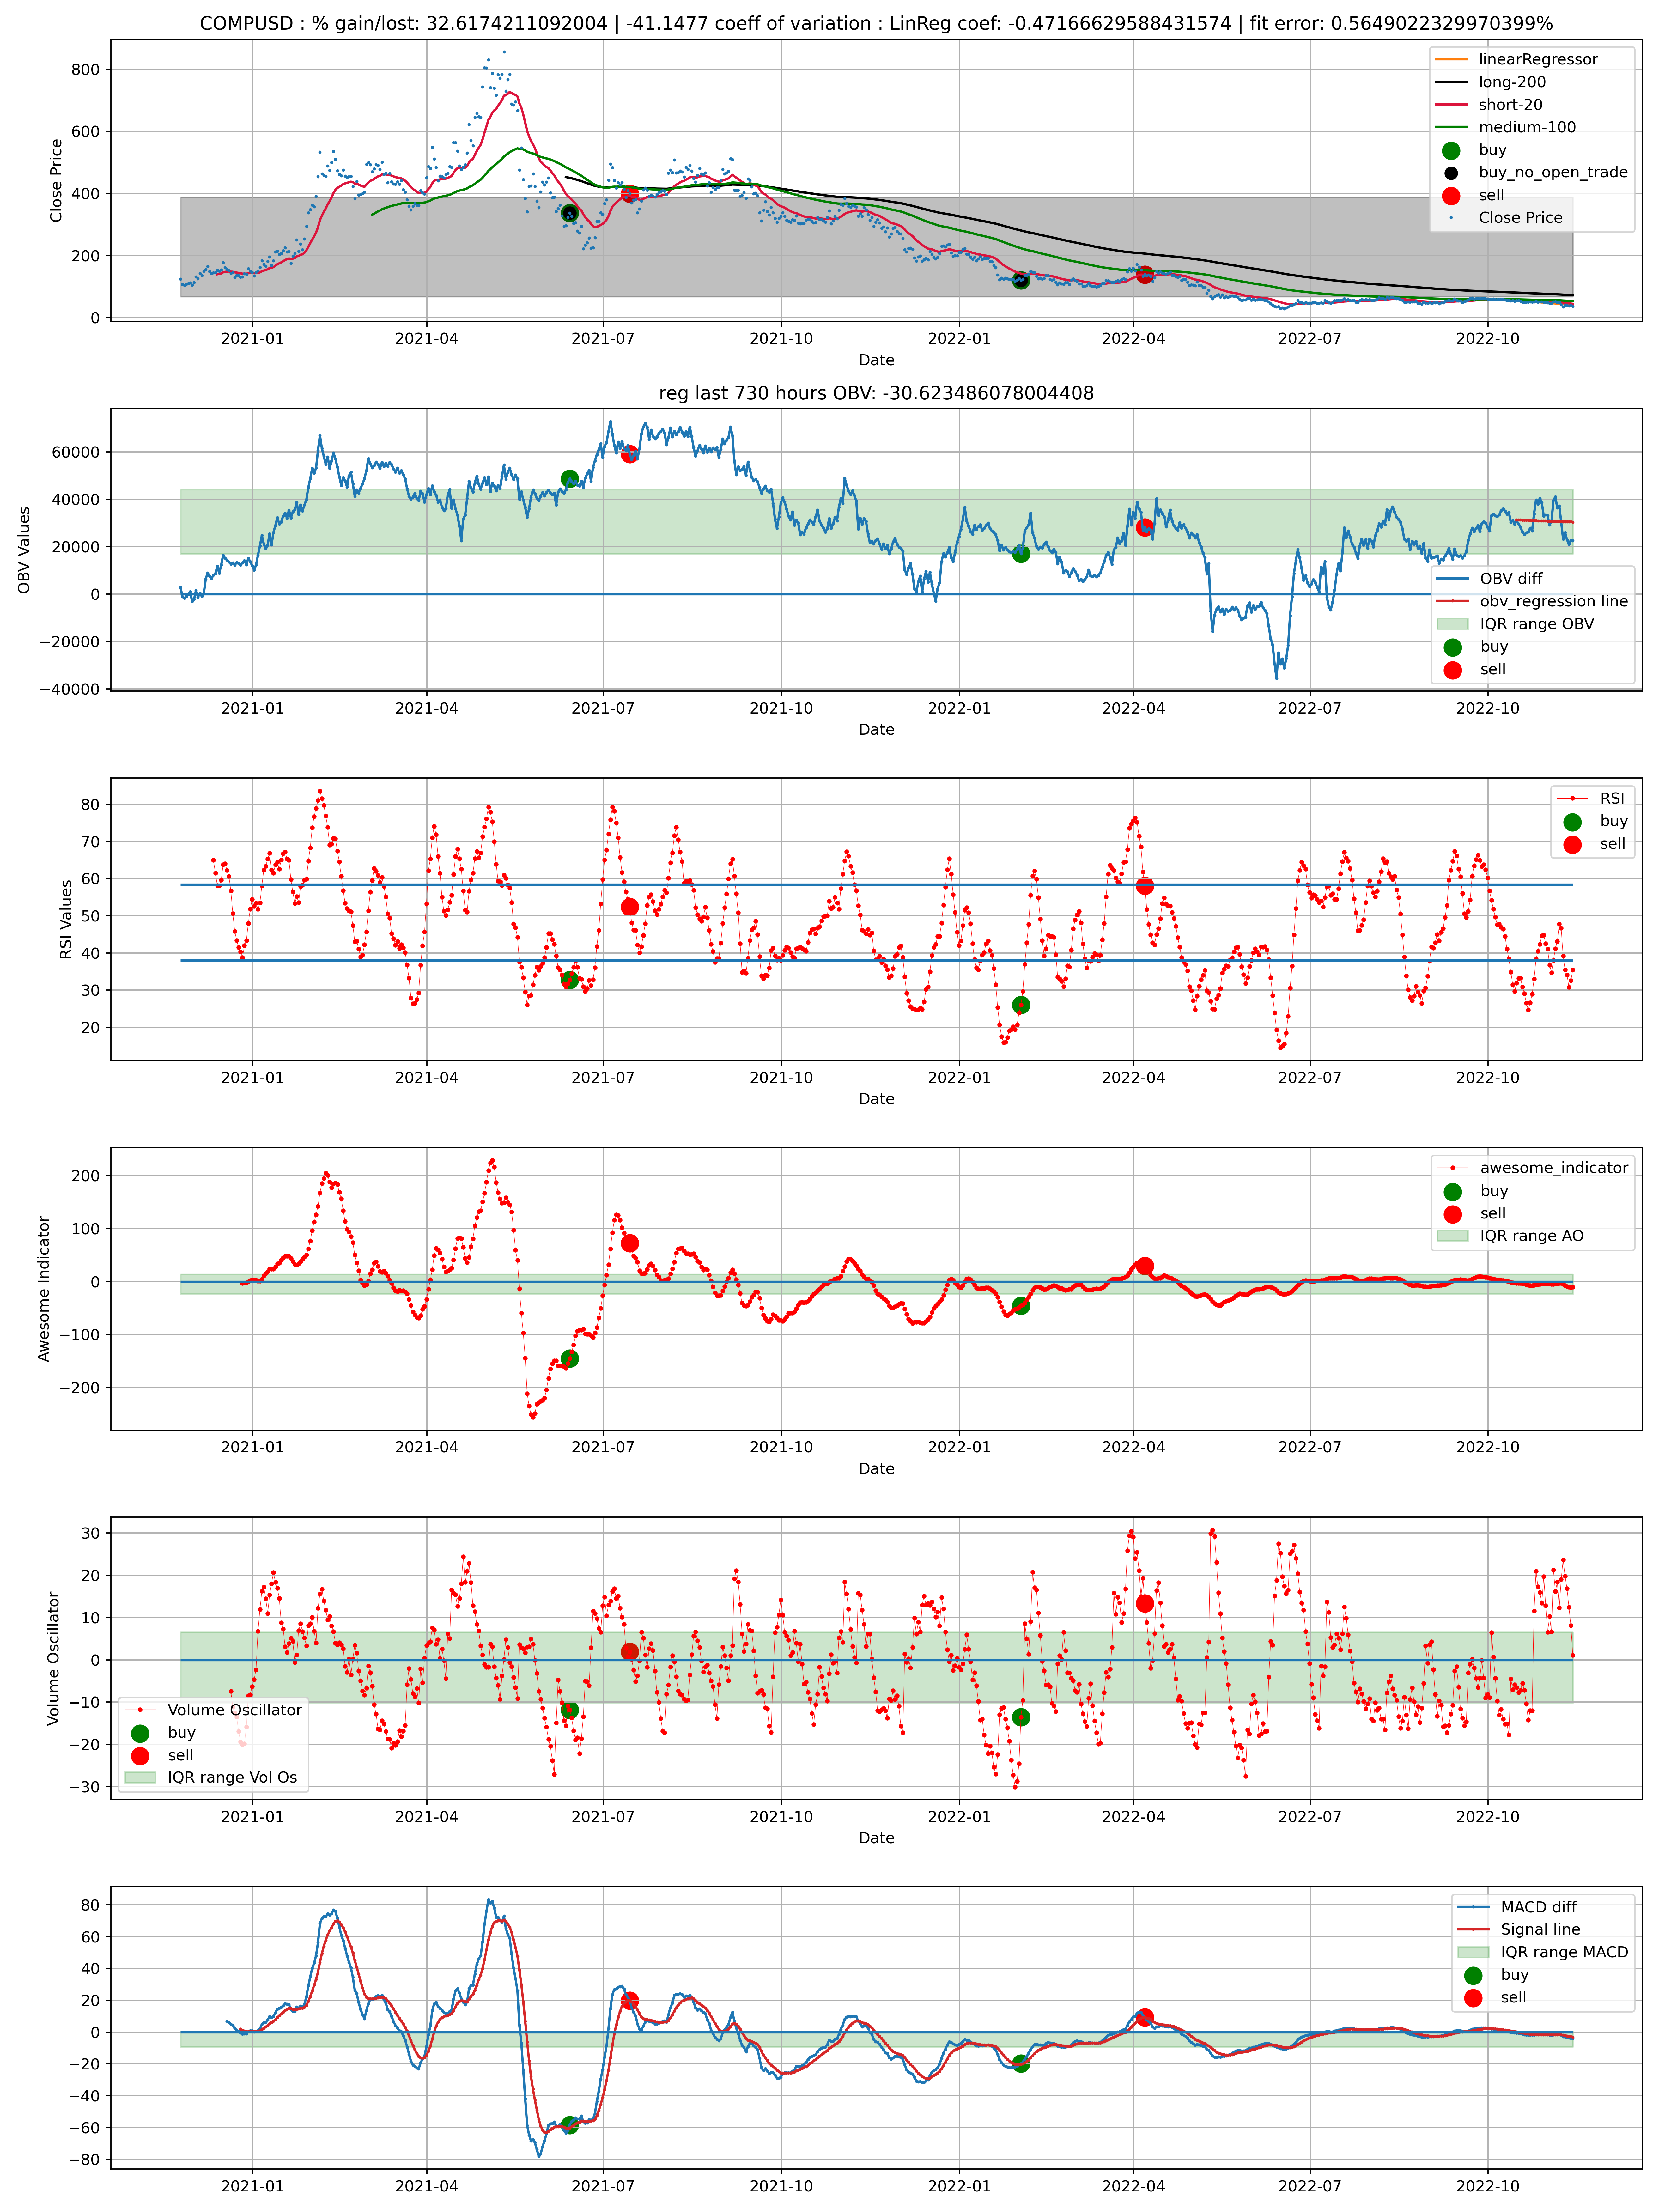 COMPUSD : % gain/lost: 32.6174211092004 | -41.1477 coeff of variation : LinReg coef: -0.47166629588431574 | fit error: 0.5649022329970399%
Close Price
800
600
400
200
0
linearRegressor
long-200
short-20
medium-100
buy
buy_no_open_trade
sell
Close Price
2021-01 2021-04 2021-07 2021-10 2022-01 2022-04 2022-07 2022-10
Date
reg last 730 hours OBV: -30.623486078004408
OBV Values
60000
40000
20000
0
−20000
−40000
OBV diff
obv_regression line
IQR range OBV
buy
sell
2021-01 2021-04 2021-07 2021-10 2022-01 2022-04 2022-07 2022-10
Date
RSI Values
80
70
60
50
40
30
20
RSI
buy
sell
2021-01 2021-04 2021-07 2021-10 2022-01 2022-04 2022-07 2022-10
Date
Awesome Indicator
200
100
0
−100
−200
awesome_indicator
buy
sell
IQR range AO
2021-01 2021-04 2021-07 2021-10 2022-01 2022-04 2022-07 2022-10
Date
Volume Oscillator
30
20
10
0
−10
−20
−30
Volume Oscillator
buy
sell
IQR range Vol Os
2021-01 2021-04 2021-07 2021-10 2022-01 2022-04 2022-07 2022-10
Date
80
60
40
20
0
−20
−40
−60
−80
MACD diff
Signal line
IQR range MACD
buy
sell
2021-01 2021-04 2021-07 2021-10 2022-01 2022-04 2022-07 2022-10